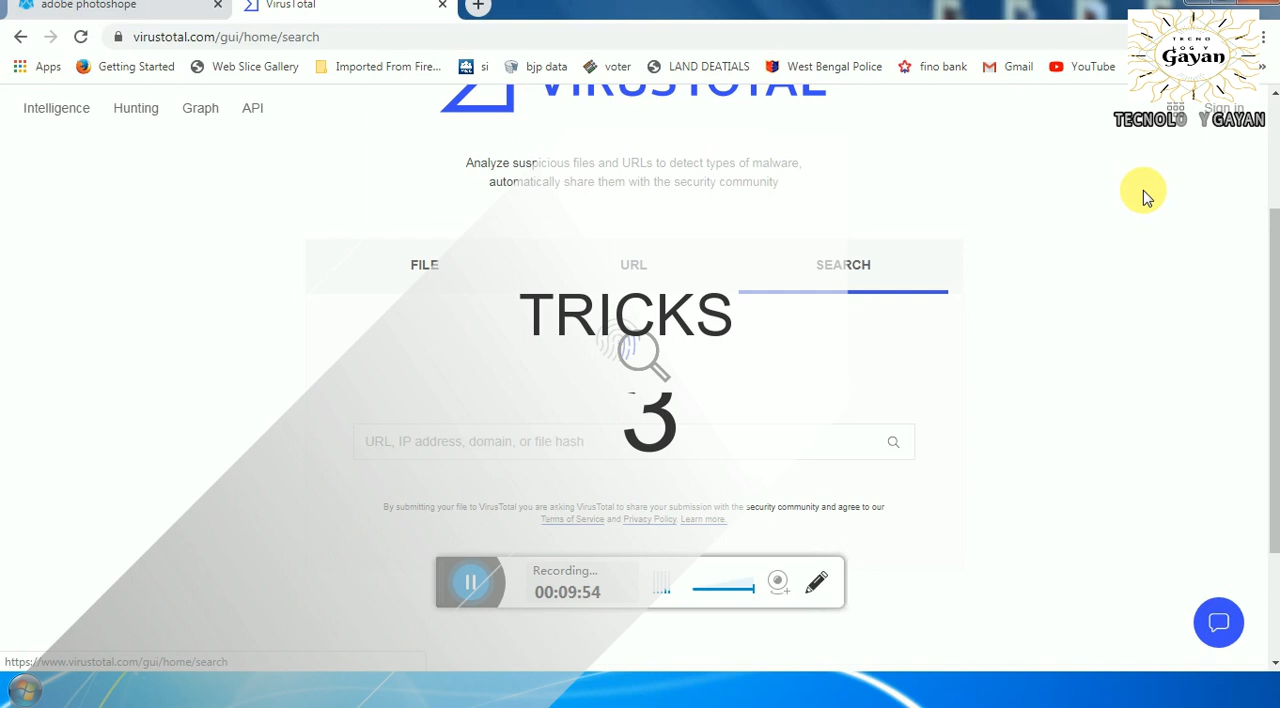 adobe photoshope
VirusTotal
virustotal.com/gui/home/search
Apps
Getting Started
Web Slice Gallery
Imported From Fire...
.i
bjp data
voter
LAND DEATIALS
West Bengal Police
fino bank
Gmail
YouTube
»
TECNO
LOGY
Gayan
Intelligence
Hunting
Graph
API
VIRUSTOTAL
Sign in
TECNOLO Y GAYAN
Analyze suspicious files and URLs to detect types of malware,
automatically share them with the security community
FILE
URL
SEARCH
TRICKS
3
URL, IP address, domain, or file hash
By submitting your file to VirusTotal you are asking VirusTotal to share your submission with the security community and agree to our
Terms of Service and Privacy Policy. Learn more.
Recording...
00:09:54
https://www.virustotal.com/gui/home/search